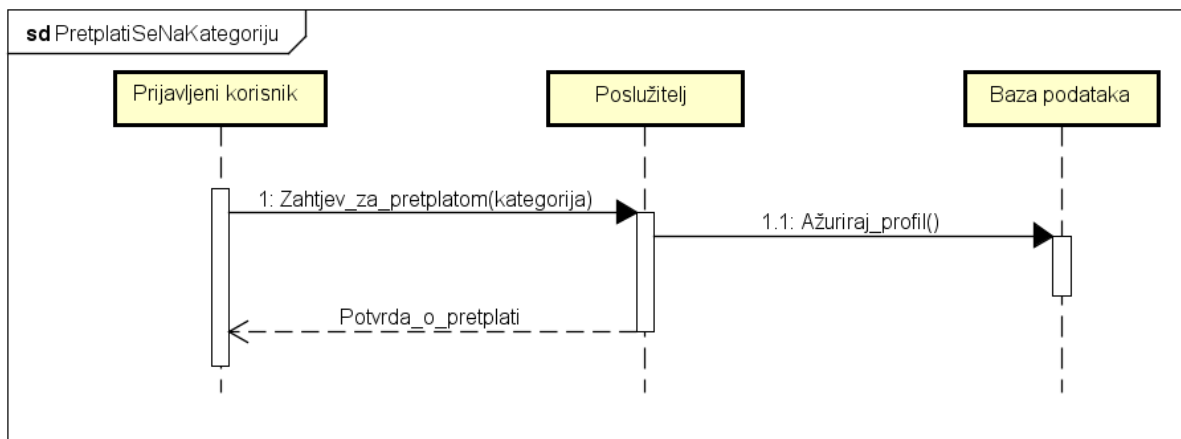 sd PretplatiSeNaKategoriju
Prijavljeni korisnik
Poslužitelj
Baza podataka
1: Zahtjev_za_pretplatom(kategorija)
1.1: Ažuriraj_profil()
Potvrda_o_pretplati